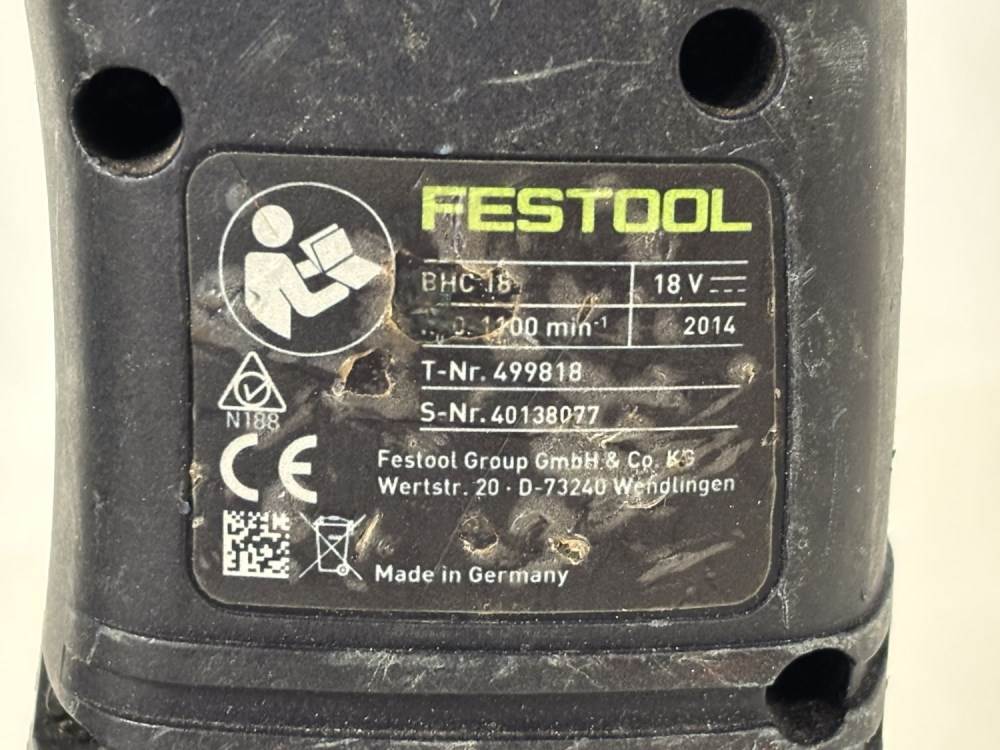 FESTOOL
BHC 18 18 V
1100 min⁻¹ 2014
T-Nr. 499818
S-Nr. 40138077
N188
CE
Festool Group GmbH & Co. KG
Wertstr. 20 · D-73240 Wendlingen
Made in Germany